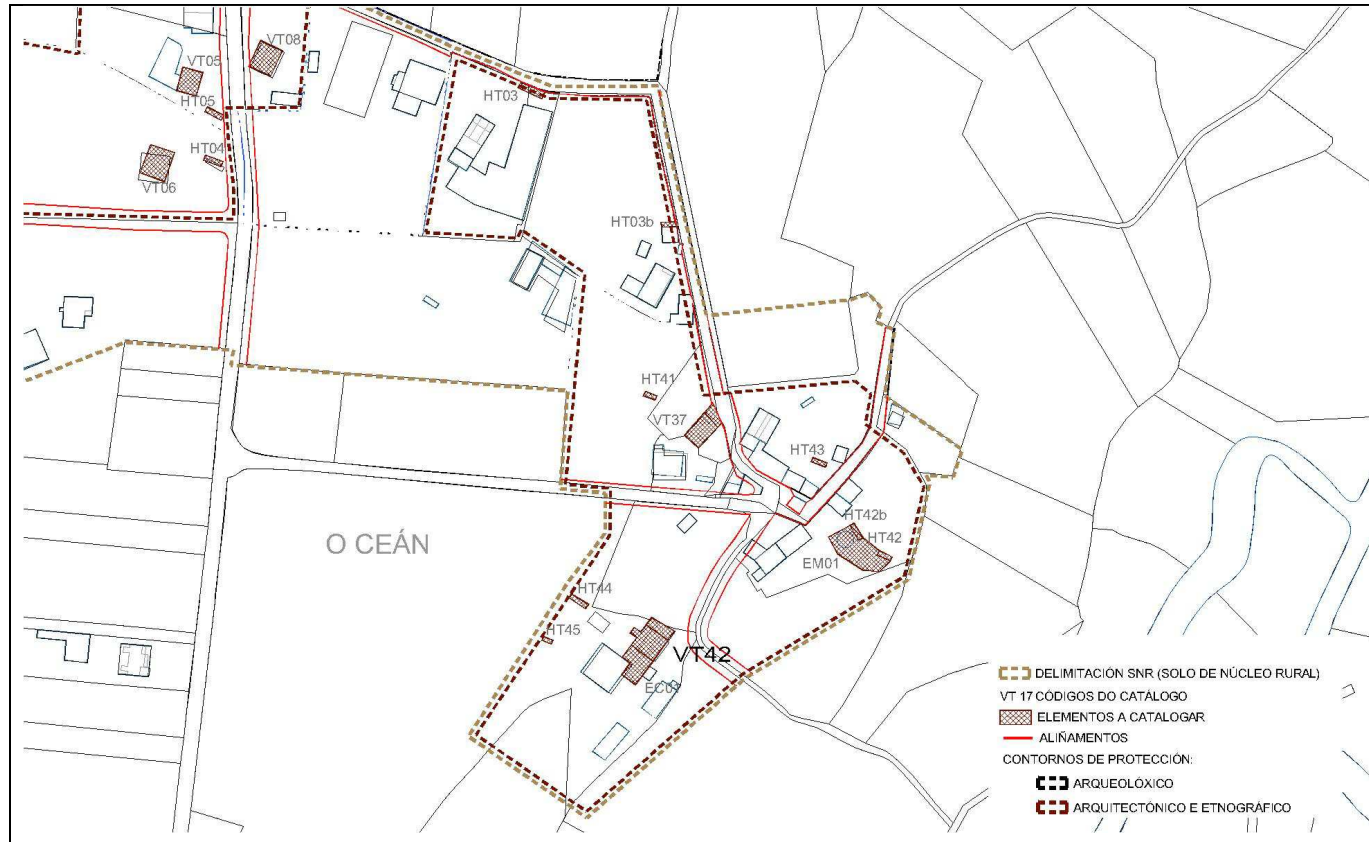 VT08
VT05
HT05
HT03
HT04
VT06
HT03b
HT41
VT37
HT43
HT42b
HT42
O CEÁN
EM01
HT44
HT45
VT42
DELIMITACIÓN SNR (SOLO DE NÚCLEO RURAL)
VT 17 CÓDIGOS DO CATÁLOGO
ELEMENTOS A CATALOGAR
ALIÑAMENTOS
CONTORNOS DE PROTECCIÓN:
ARQUEOLÓXICO
ARQUITECTÓNICO E ETNOGRÁFICO